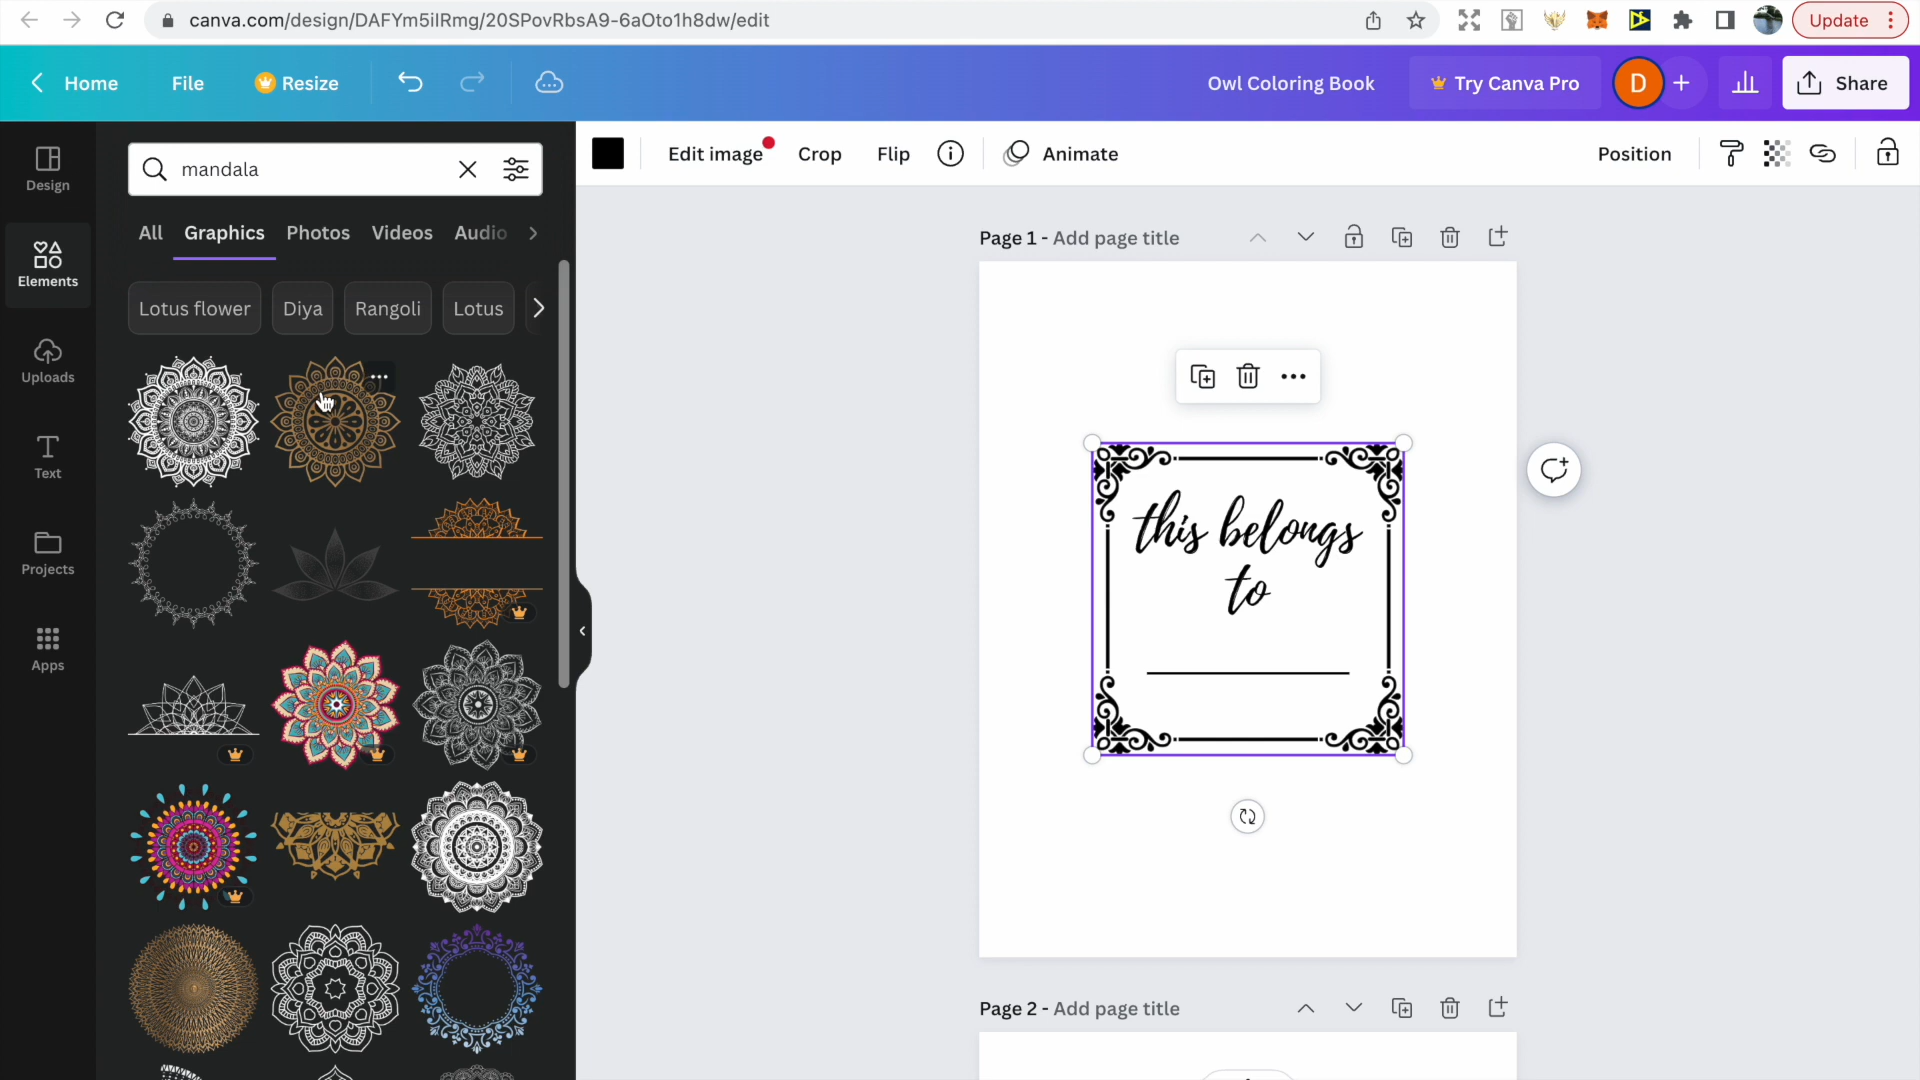 canva.com/design/DAFYm5iIRmg/20SPovRbsA9-6aOto1h8dw/edit
Update
Home
File
Resize
Owl Coloring Book
Try Canva Pro
D
Share
Design
Elements
Uploads
Text
Projects
Apps
mandala
All
Graphics
Photos
Videos
Audio
Lotus flower
Diya
Rangoli
Lotus
Edit image
Crop
Flip
Animate
Position
Page 1 - Add page title
this belongs
to
Page 2 - Add page title